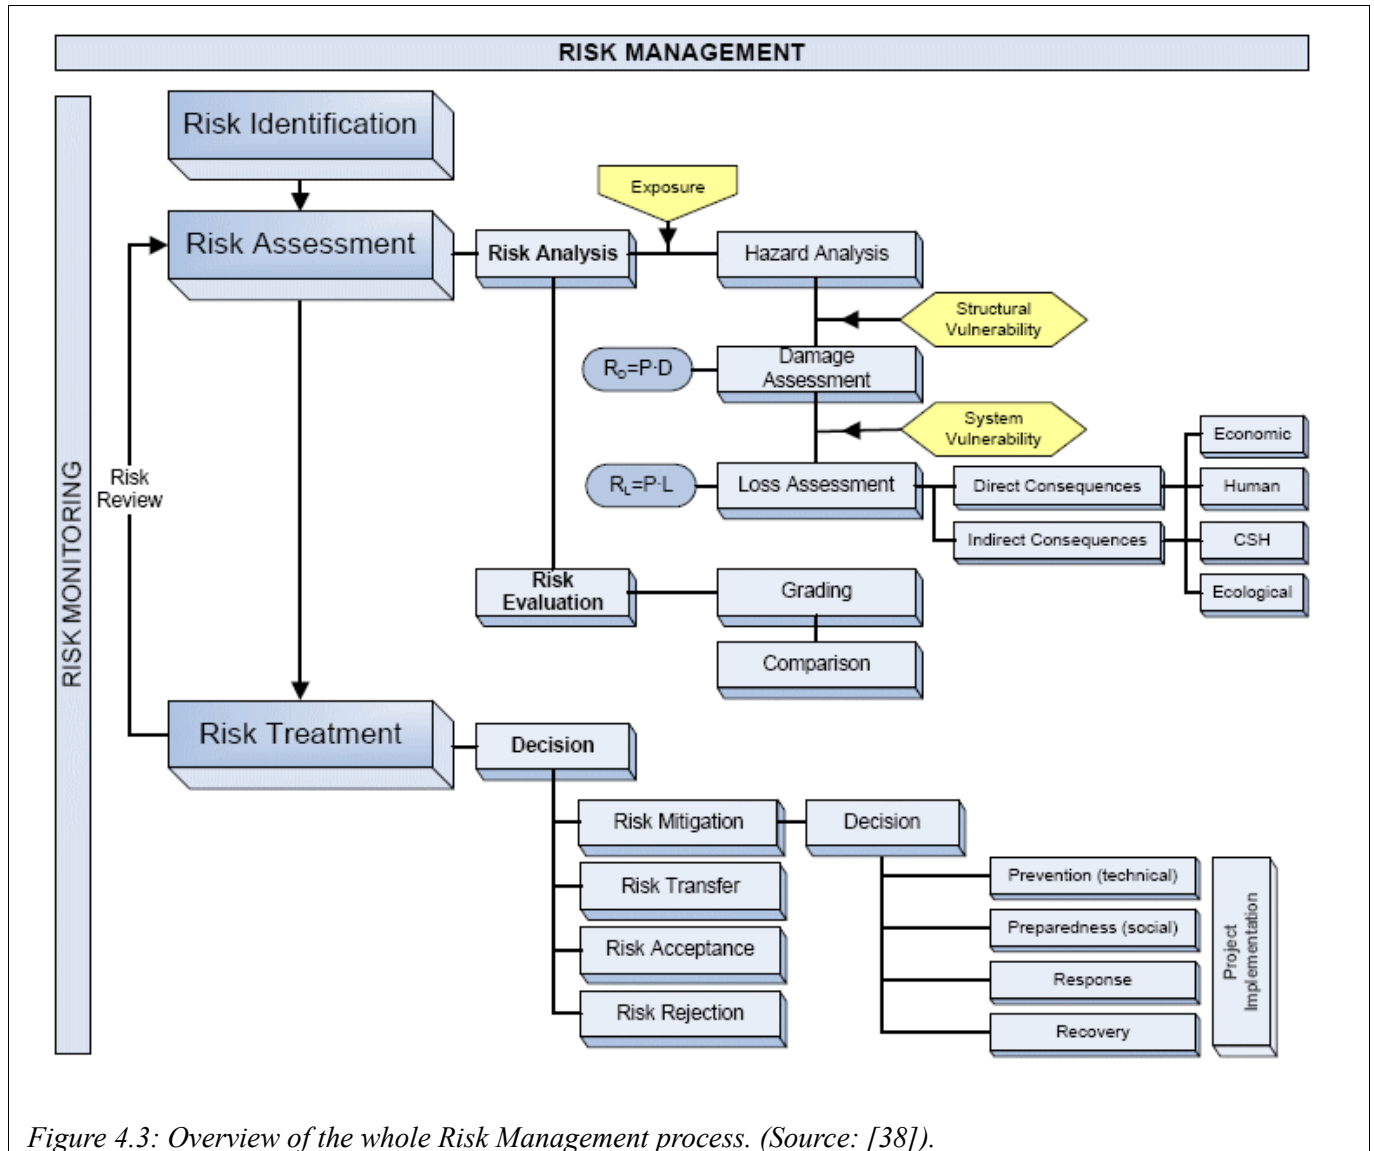 RISK MANAGEMENT
RISK MONITORING
Risk Identification
Exposure
Risk Assessment
Risk Analysis
Hazard Analysis
Structural
Vulnerability
R_D=P·D
Damage
Assessment
System
Vulnerability
Economic
Risk
Review
R_L=P·L
Loss Assessment
Direct Consequences
Human
Indirect Consequences
CSH
Risk
Evaluation
Grading
Ecological
Comparison
Risk Treatment
Decision
Risk Mitigation
Decision
Risk Transfer
Prevention (technical)
Risk Acceptance
Preparedness (social)
Project
Implementation
Response
Risk Rejection
Recovery
Figure 4.3: Overview of the whole Risk Management process. (Source: [38]).